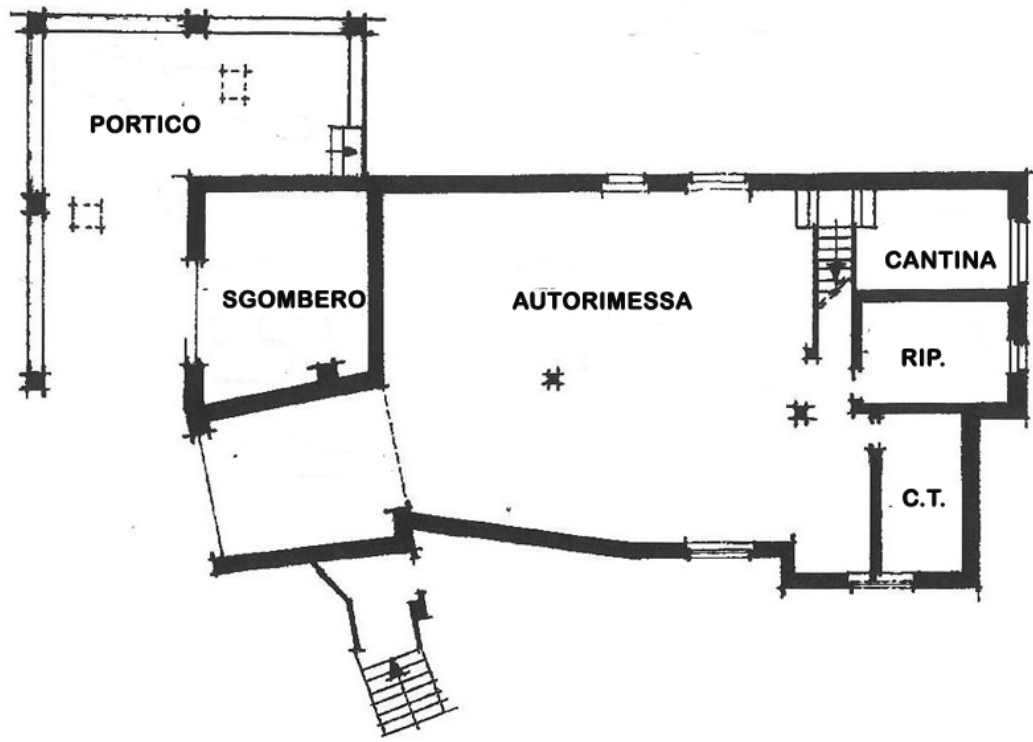 PORTICO
SGOMBERO
AUTORIMESSA
CANTINA
RIP.
C.T.